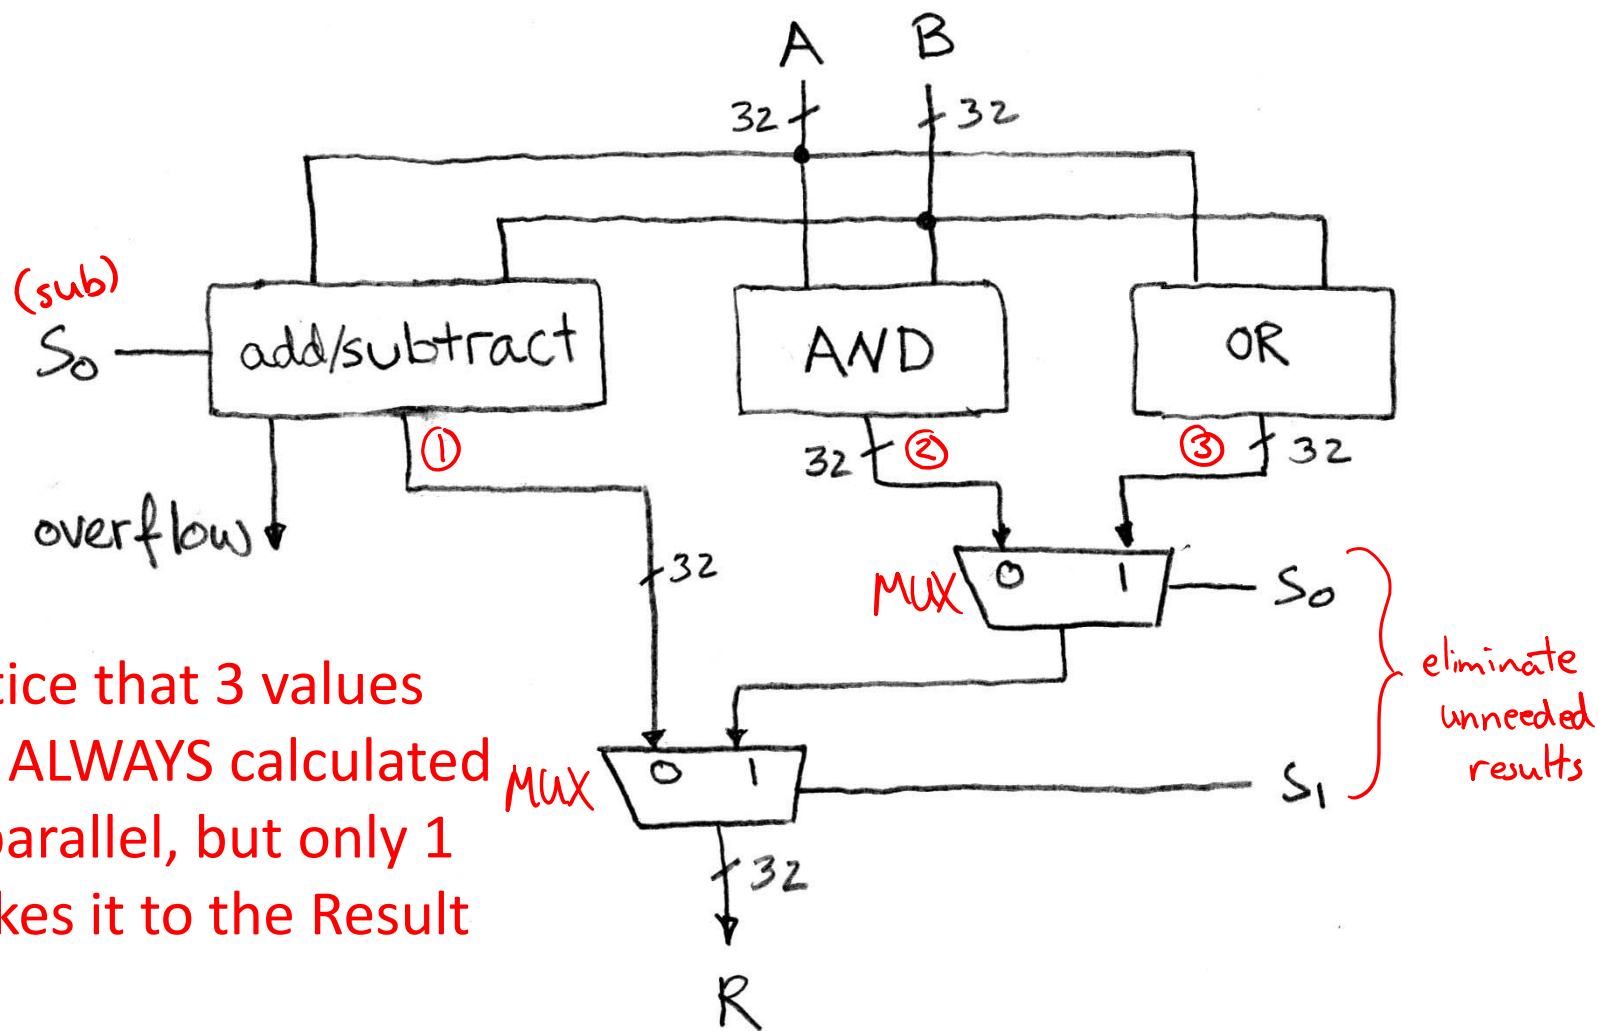 A B
32 32
(sub)
S₀ add/subtract AND OR
① 32 ② ③ 32
overflow
32
MUX 0 1 S₀
tice that 3 values
eliminate
unneeded
results
ALWAYS calculated
MUX 0 1 S₁
parallel, but only 1
32
kes it to the Result
R